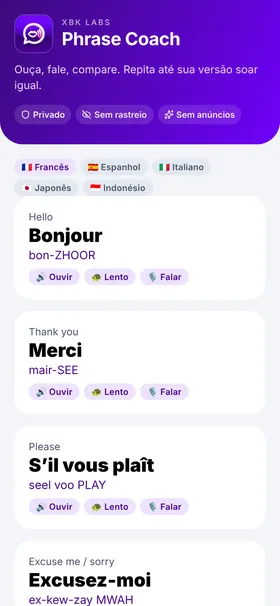 XBK LABS
Phrase Coach
Ouça, fale, compare. Repita até sua versão soar
igual.
Privado
Sem rastreio
Sem anúncios
Francês
Espanhol
Italiano
Japonês
Indonésio
Hello
Bonjour
bon-ZHOOR
Ouvir
Lento
Falar
Thank you
Merci
mair-SEE
Ouvir
Lento
Falar
Please
S’il vous plaît
seel voo PLAY
Ouvir
Lento
Falar
Excuse me / sorry
Excusez-moi
ex-kew-zay MWAH